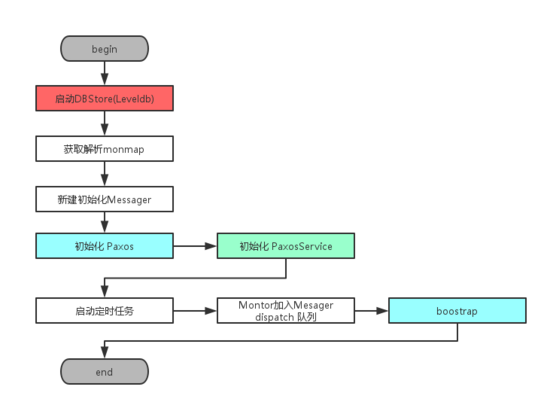 begin
启动DBStore(Leveldb)
获取解析monmap
新建初始化Messager
初始化 Paxos
初始化 PaxosService
启动定时任务
Montor加入Mesager
dispatch 队列
boostrap
end